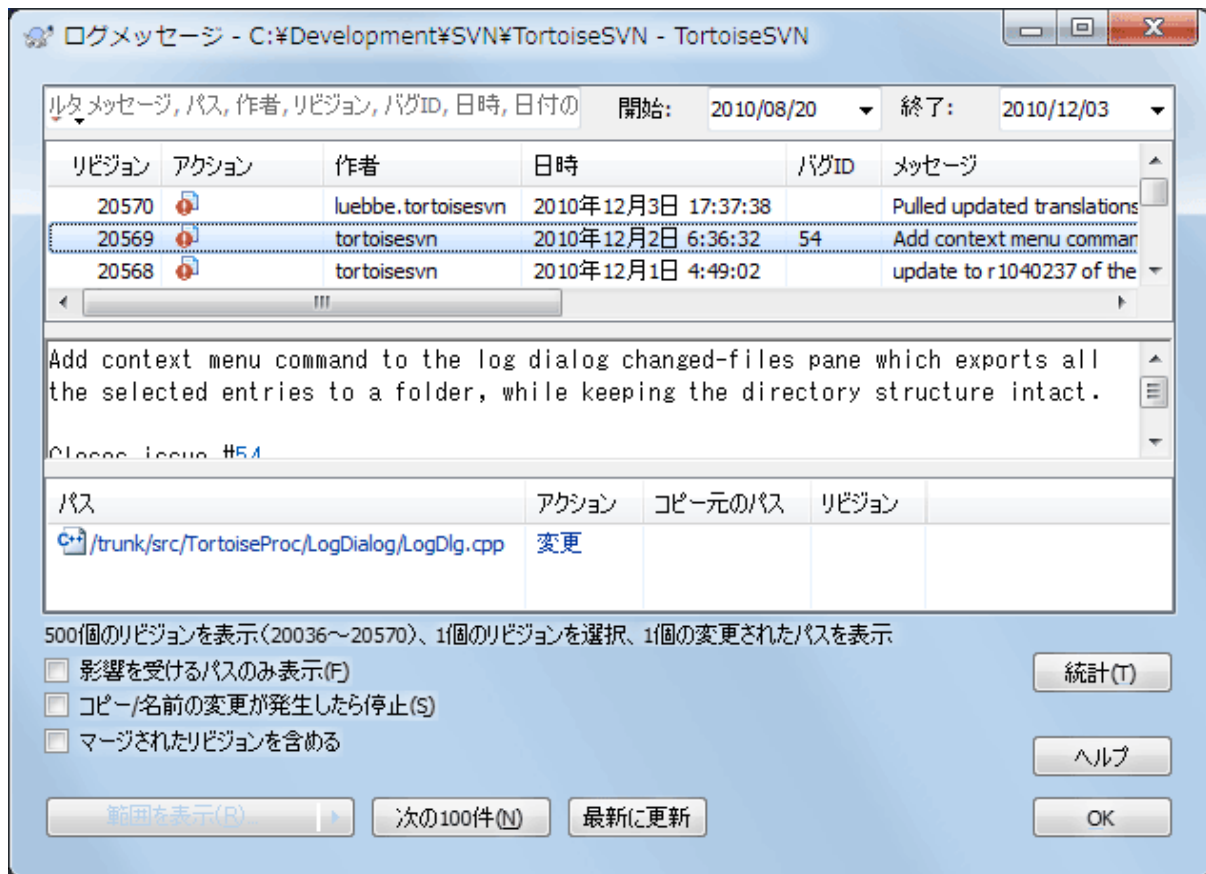 ログメッセージ - C:¥Development¥SVN¥TortoiseSVN - TortoiseSVN
ルタ メッセージ, パス, 作者, リビジョン, バグID, 日時, 日付の 開始: 2010/08/20 終了: 2010/12/03
リビジョン アクション 作者 日時 バグID メッセージ
20570 luebbe.tortoisesvn 2010年12月3日 17:37:38 Pulled updated translations
20569 tortoisesvn 2010年12月2日 6:36:32 54 Add context menu comman
20568 tortoisesvn 2010年12月1日 4:49:02 update to r1040237 of the
Add context menu command to the log dialog changed-files pane which exports all
the selected entries to a folder, while keeping the directory structure intact.
Closes issue #54
パス アクション コピー元のパス リビジョン
C++ /trunk/src/TortoiseProc/LogDialog/LogDlg.cpp 変更
500個のリビジョンを表示(20036～20570)、1個のリビジョンを選択、1個の変更されたパスを表示
影響を受けるパスのみ表示(F)
統計(T)
コピー/名前の変更が発生したら停止(S)
マージされたリビジョンを含める
ヘルプ
範囲を表示(R)... 次の100件(N) 最新に更新 OK